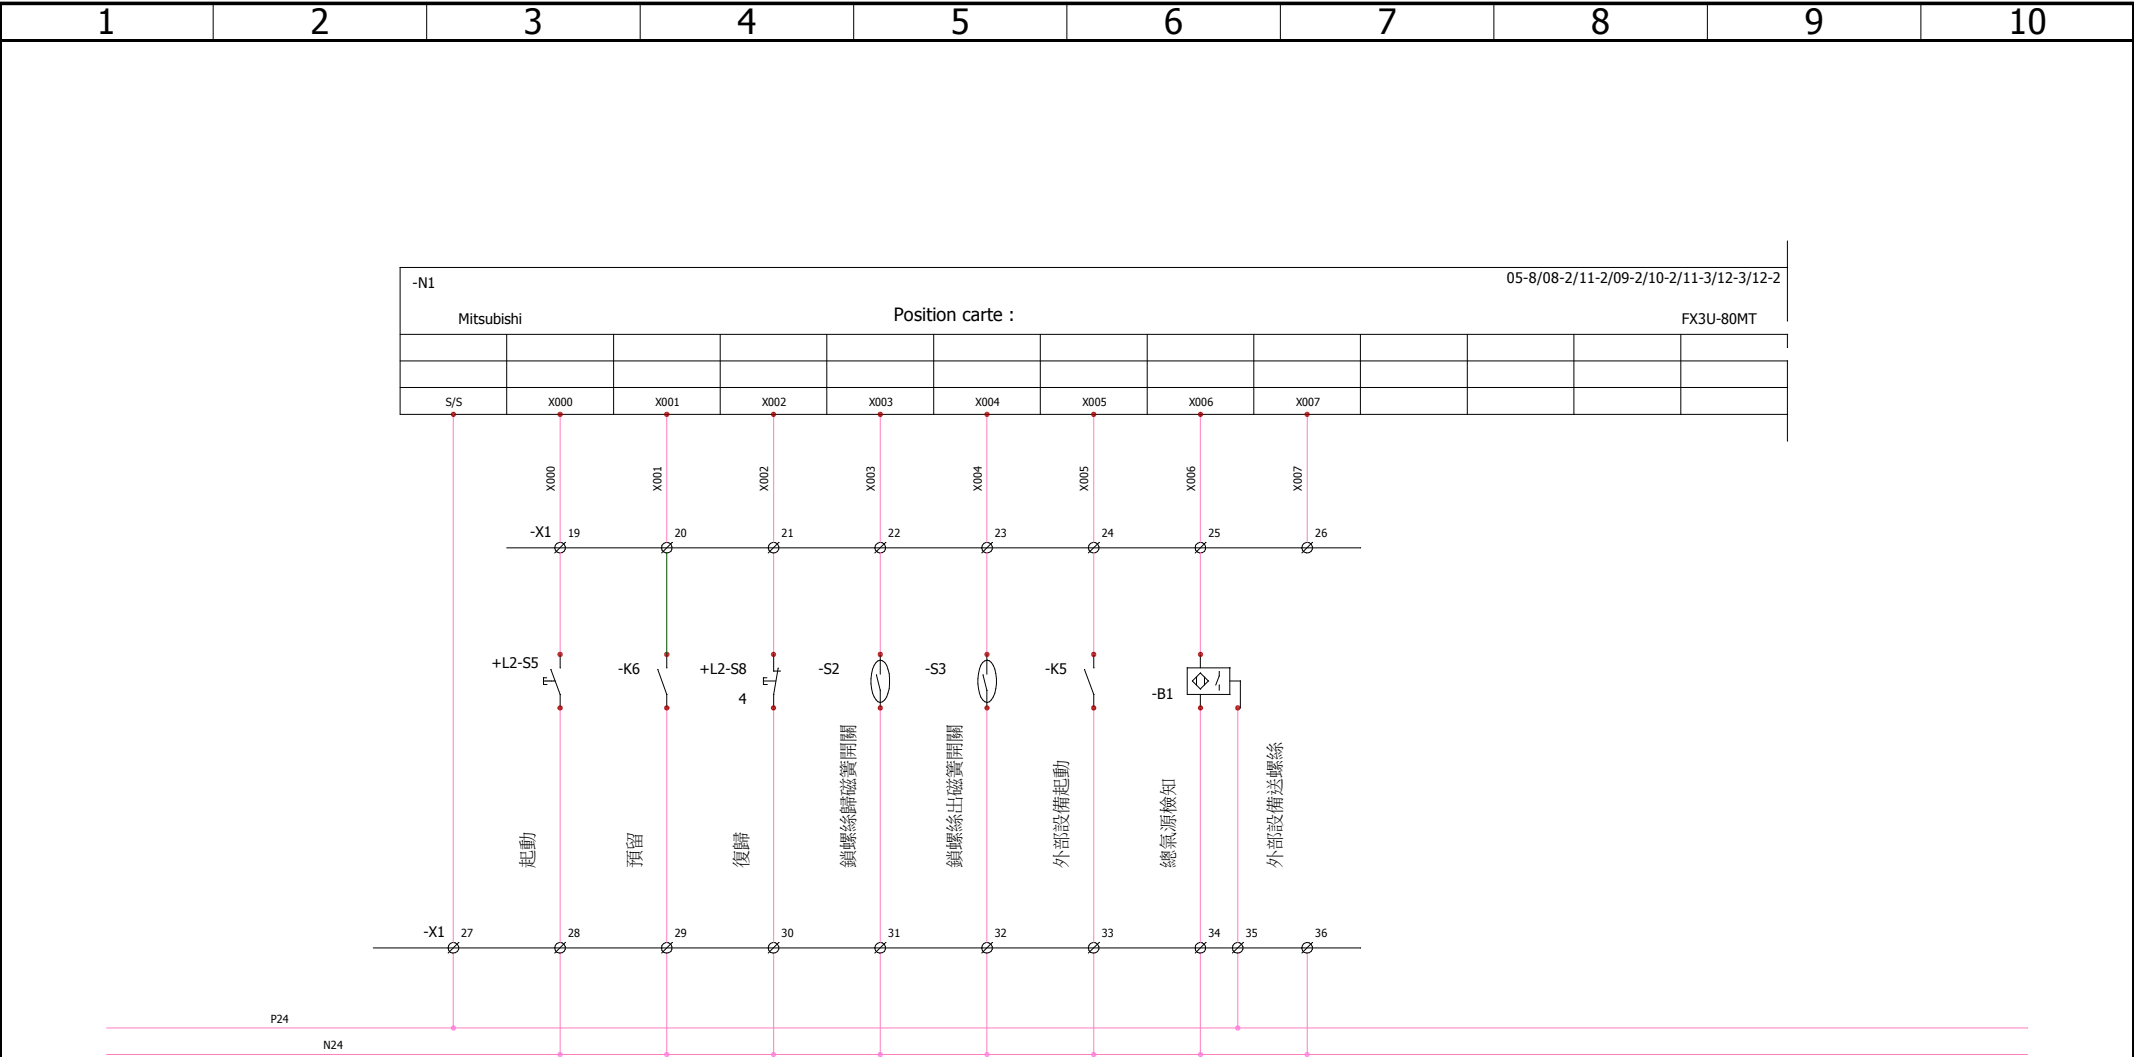 1 2 3 4 5 6 7 8 9 10
-N1 05-8/08-2/11-2/09-2/10-2/11-3/12-3/12-2
Mitsubishi Position carte : FX3U-80MT
S/S X000 X001 X002 X003 X004 X005 X006 X007
X000 X001 X002 X003 X004 X005 X006 X007
-X1 19 20 21 22 23 24 25 26
+L2-S5 -K6 +L2-S8 -S2 -S3 -K5 -B1
4
起動
預留
復歸
鎖螺絲歸磁簧開關
鎖螺絲出磁簧開關
外部設備起動
總氣源檢知
外部設備送螺絲
-X1 27 28 29 30 31 32 33 34 35 36
P24
N24